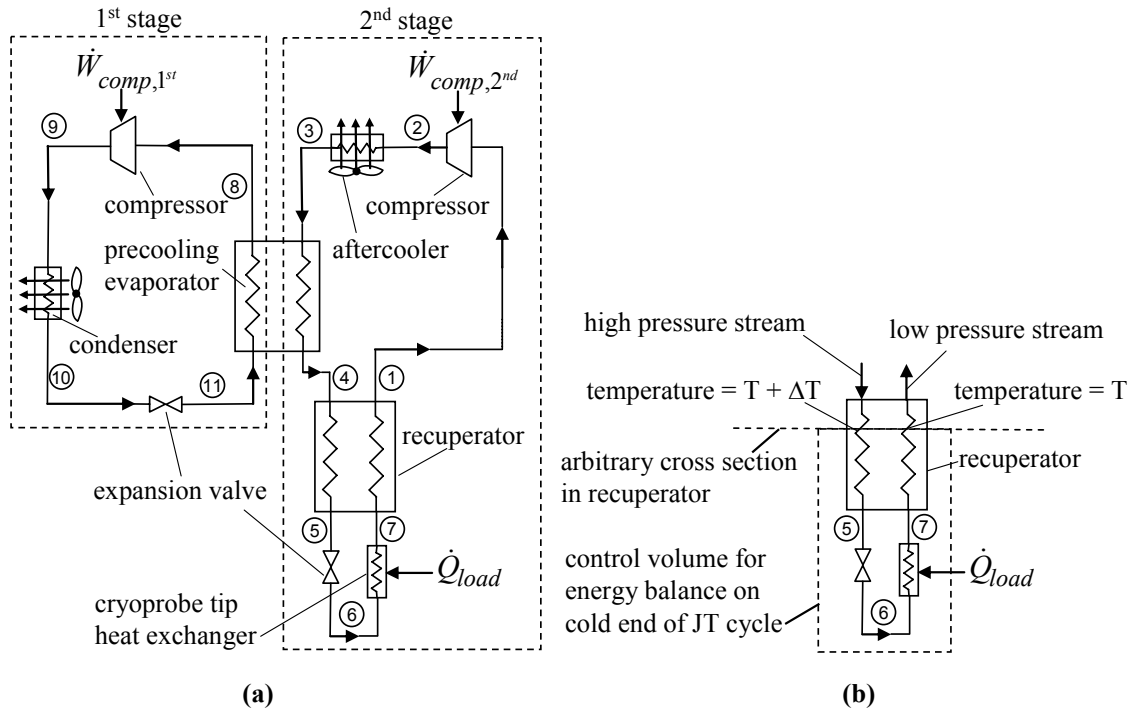 1st stage
2nd stage
Ẇcomp,1st
Ẇcomp,2nd
9
3
2
8
compressor
compressor
aftercooler
precooling
evaporator
condenser
10
11
4
1
recuperator
expansion valve
5
7
Q̇load
cryoprobe tip
heat exchanger
6
(a)
high pressure stream
low pressure stream
temperature = T + ΔT
temperature = T
arbitrary cross section
in recuperator
recuperator
5
7
control volume for
energy balance on
cold end of JT cycle
Q̇load
6
(b)